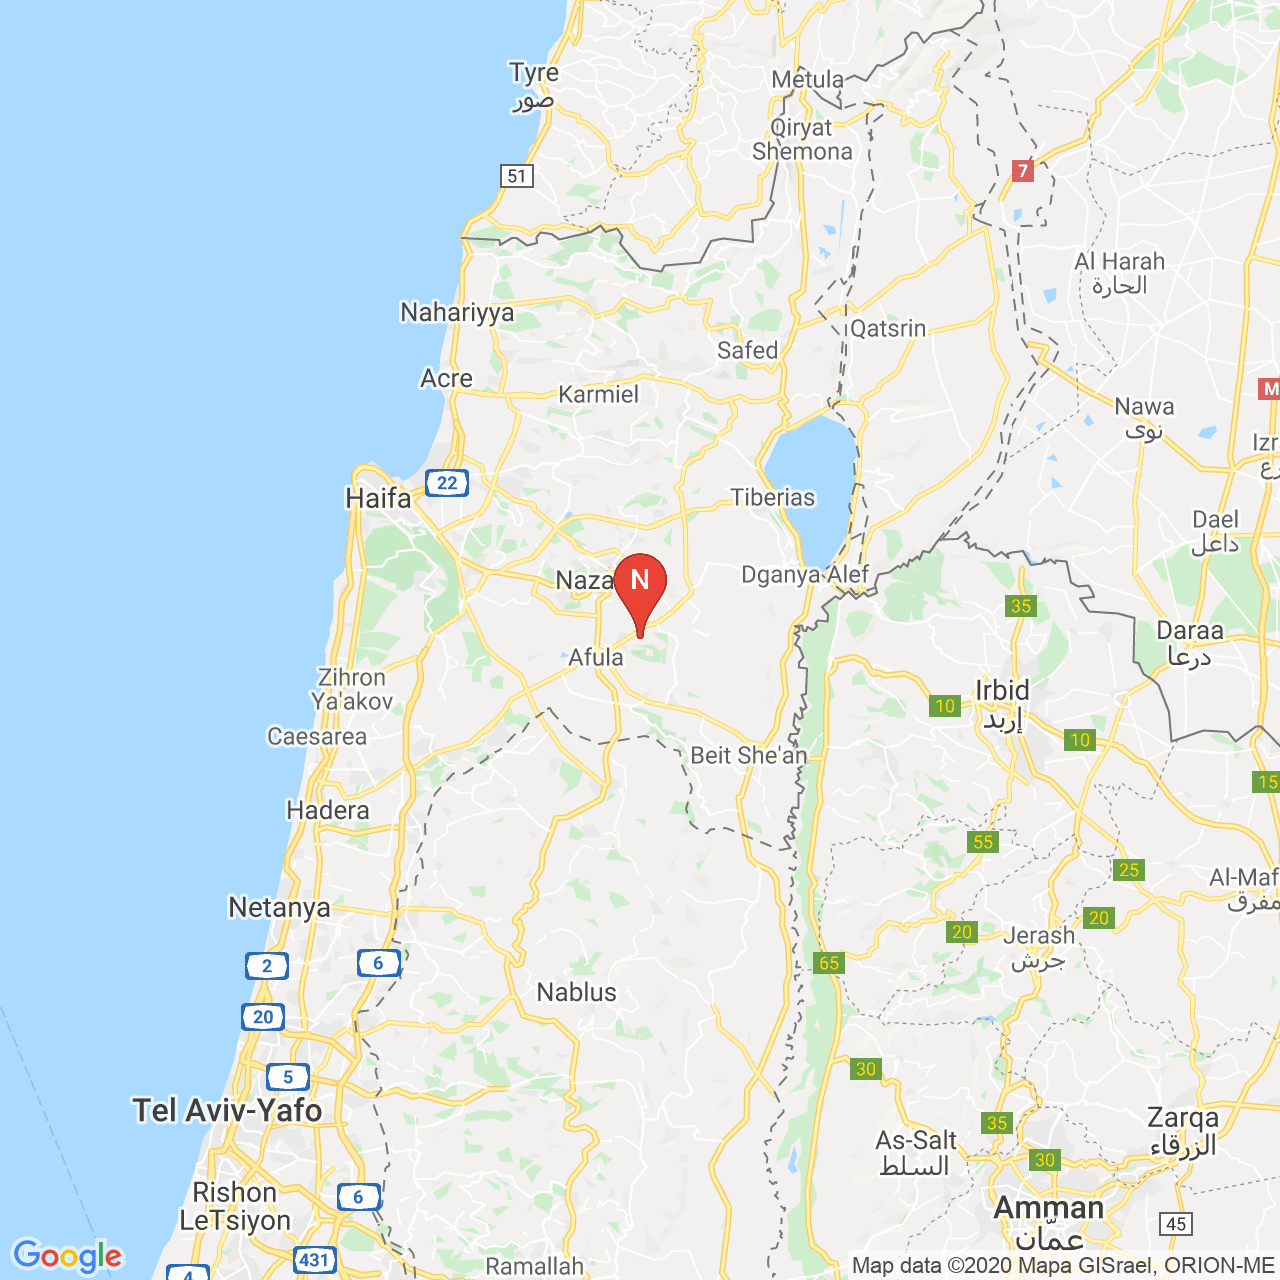 Tyre
صور
Metula
Qiryat
Shemona
51
7
Al Harah
الحارة
Nahariyya
Qatsrin
Safed
Acre
Karmiel
M
Nawa
نوى
22
Haifa
Tiberias
Dael
داعل
Naza
N
Dganya Alef
35
Daraa
درعا
Afula
Zihron
Ya'akov
Irbid
إربد
10
Caesarea
10
Beit She'an
15
Hadera
55
25
Al-Maf
Netanya
20
20
Jerash
جرش
2
6
65
Nablus
20
30
5
Tel Aviv-Yafo
35
Zarqa
الزرقاء
As-Salt
السلط
30
Rishon
LeTsiyon
6
Amman
عمّان
45
431
Google
Ramallah
4
Map data ©2020 Mapa GISrael, ORION-ME